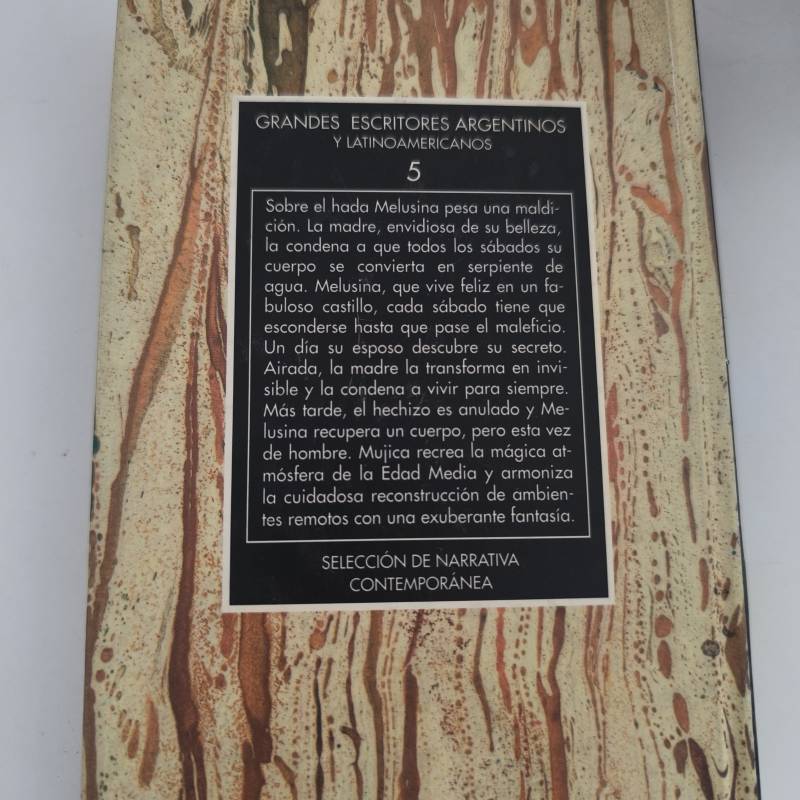 GRANDES ESCRITORES ARGENTINOS
Y LATINOAMERICANOS
5
Sobre el hada Melusina pesa una maldi-
ción. La madre, envidiosa de su belleza,
la condena a que todos los sábados su
cuerpo se convierta en serpiente de
agua. Melusina, que vive feliz en un fa-
buloso castillo, cada sábado tiene que
esconderse hasta que pase el maleficio.
Un día su esposo descubre su secreto.
Airada, la madre la transforma en invi-
sible y la condena a vivir para siempre.
Más tarde, el hechizo es anulado y Me-
lusina recupera un cuerpo, pero esta vez
de hombre. Mujica recrea la mágica at-
mósfera de la Edad Media y armoniza
la cuidadosa reconstrucción de ambien-
tes remotos con una exuberante fantasía.
SELECCIÓN DE NARRATIVA
CONTEMPORÁNEA